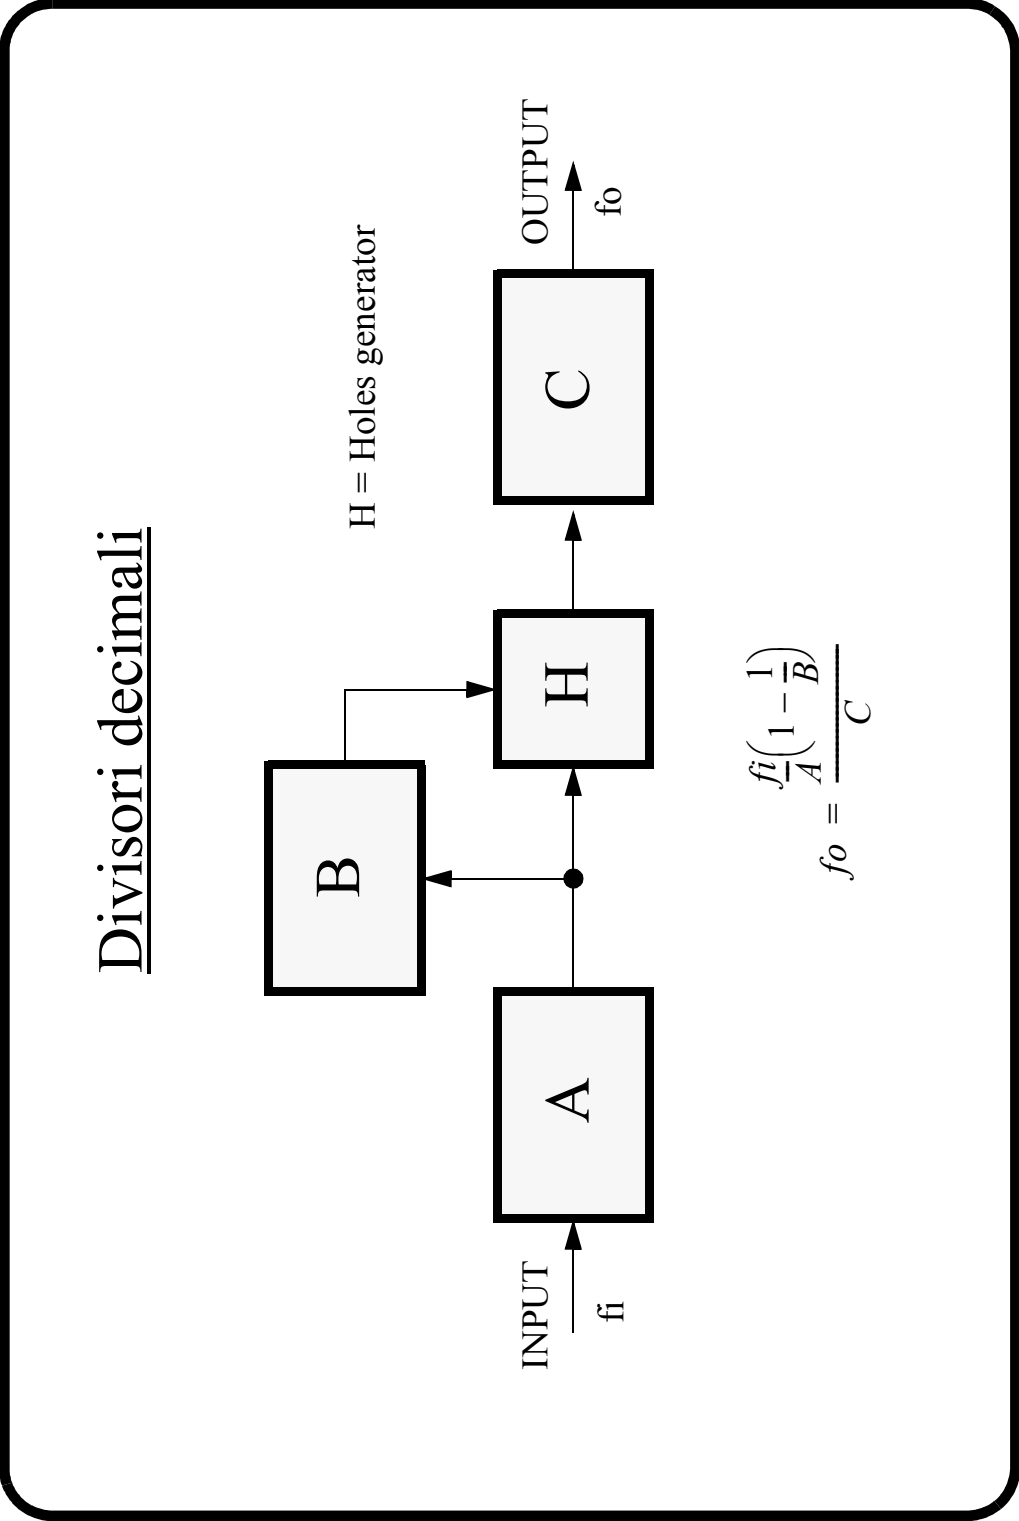 Divisori decimali
H = Holes generator
B
INPUT
fi
A
H
C
OUTPUT
fo
fo = fi/A(1 − 1/B) / C